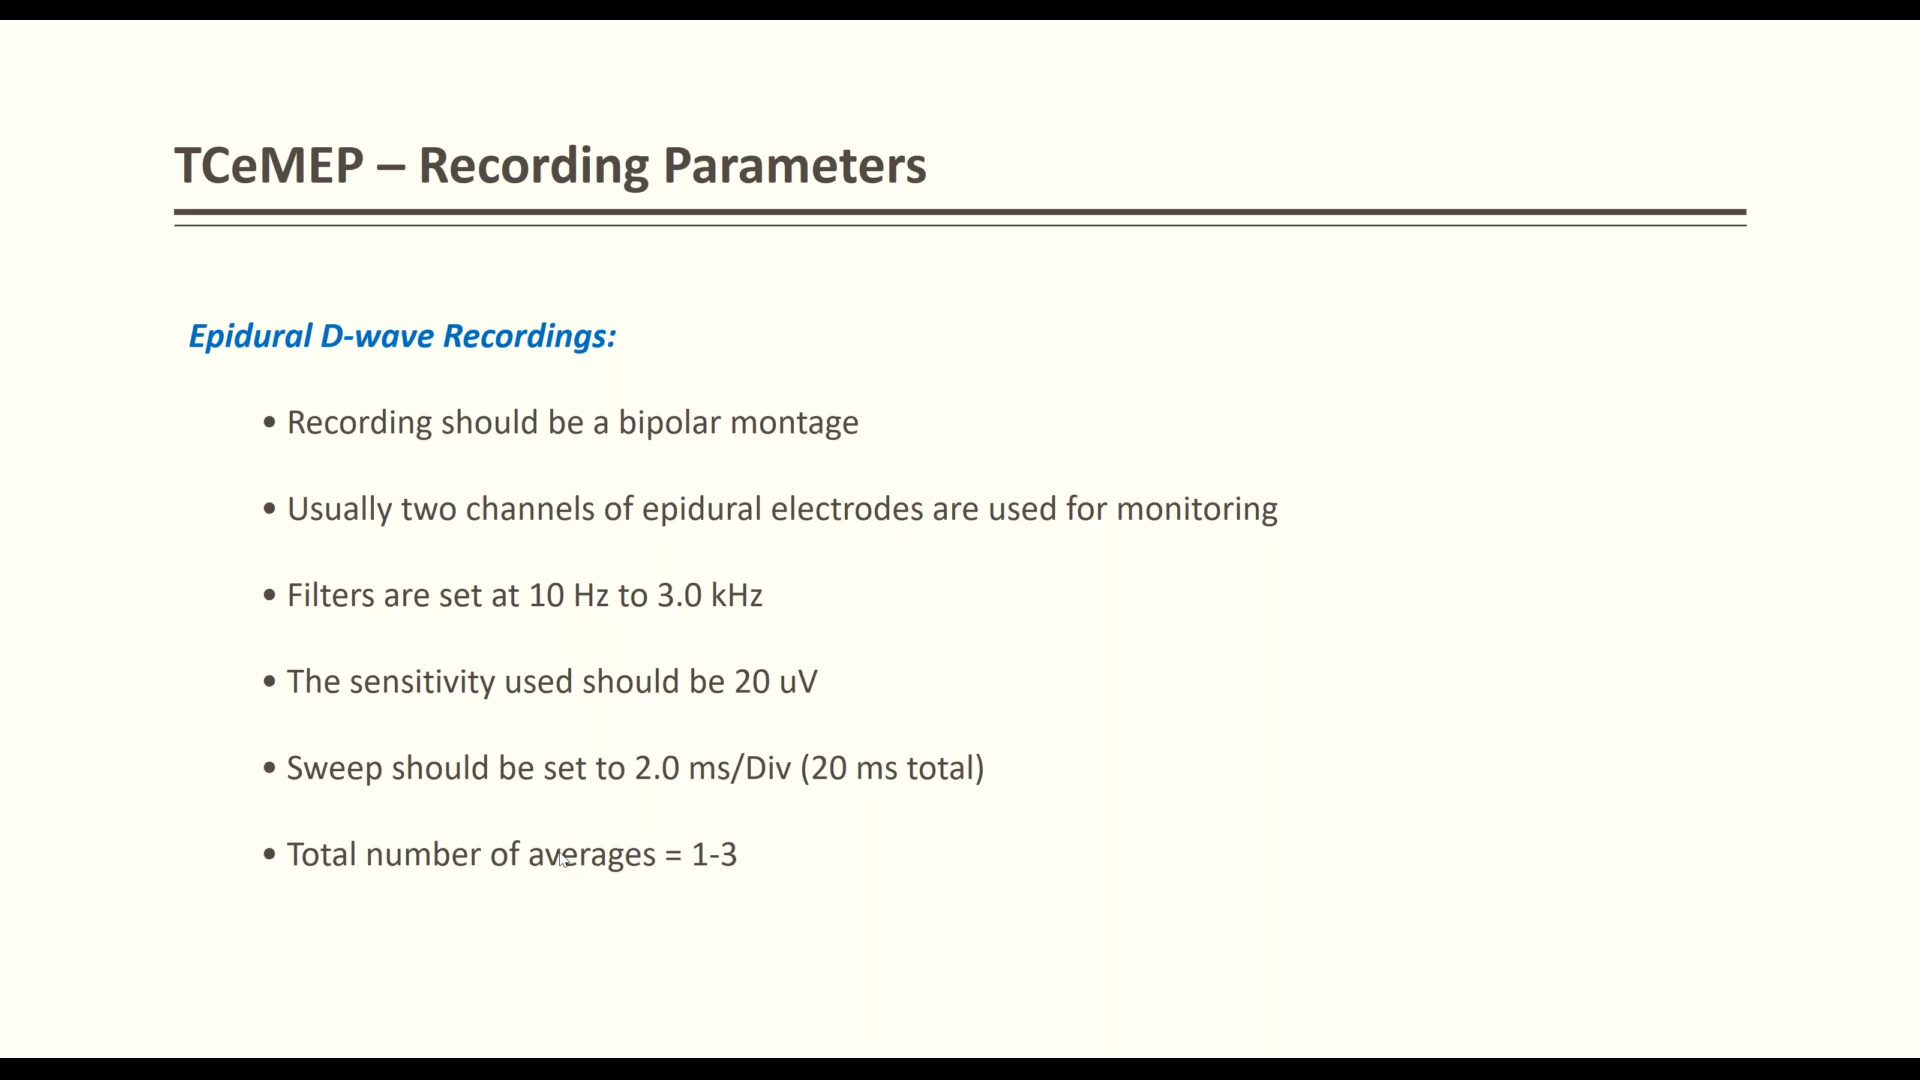 TCeMEP – Recording Parameters
Epidural D-wave Recordings:
• Recording should be a bipolar montage
• Usually two channels of epidural electrodes are used for monitoring
• Filters are set at 10 Hz to 3.0 kHz
• The sensitivity used should be 20 uV
• Sweep should be set to 2.0 ms/Div (20 ms total)
• Total number of averages = 1-3